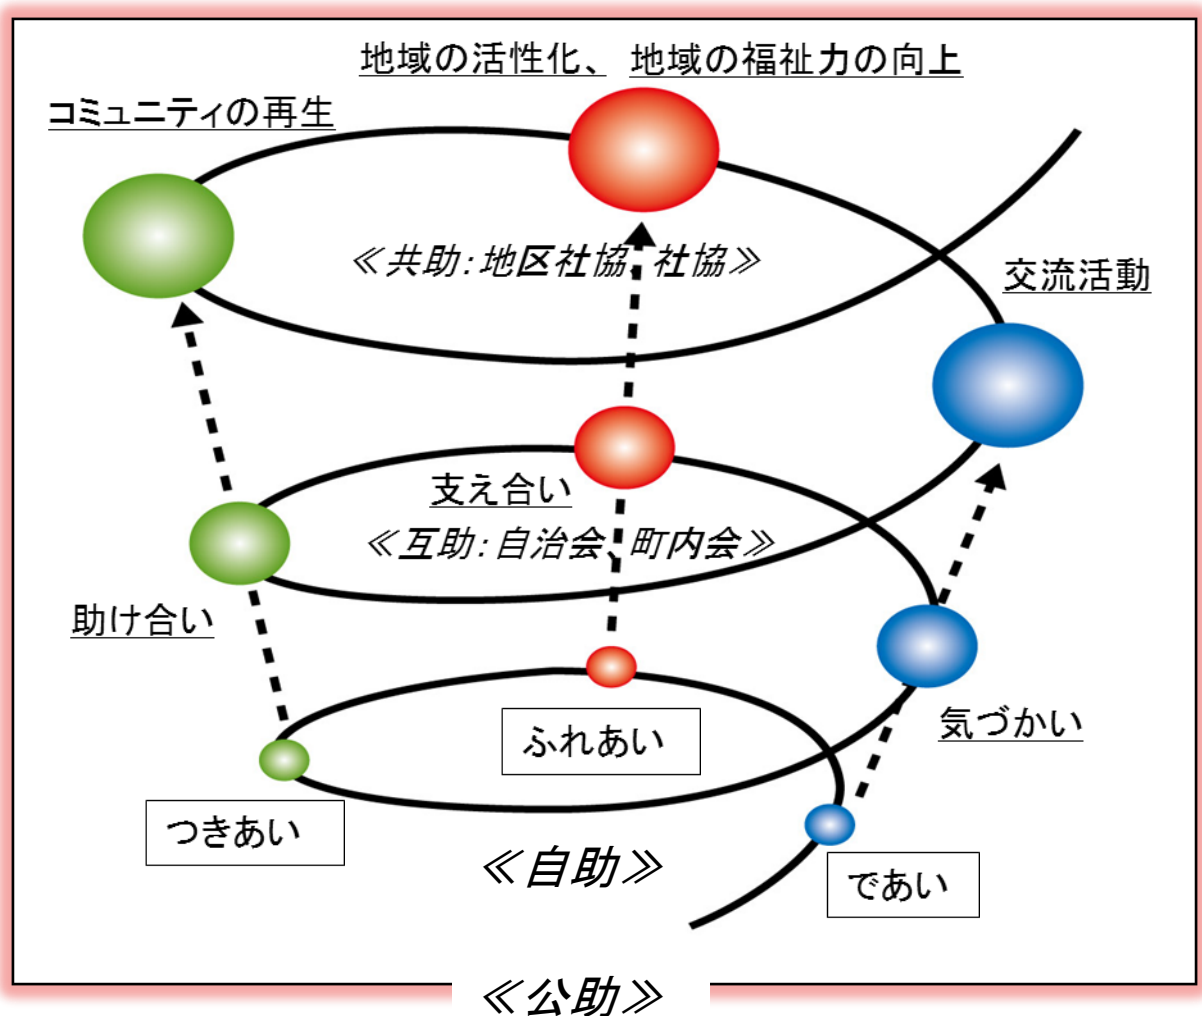 地域の活性化、地域の福祉力の向上
コミュニティの再生
≪共助:地区社協、社協≫
交流活動
支え合い
≪互助:自治会、町内会≫
助け合い
気づかい
ふれあい
つきあい
≪自助≫
であい
≪公助≫